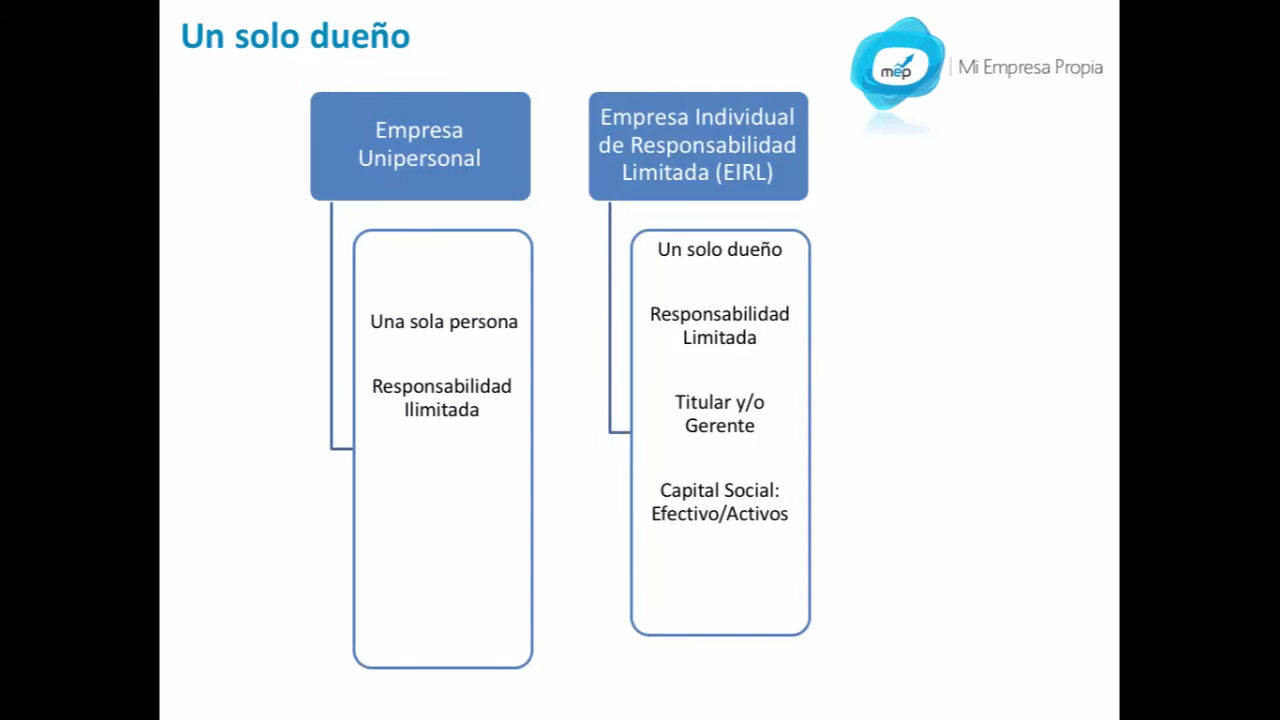 Un solo dueño
mep
Mi Empresa Propia
Empresa
Unipersonal
Una sola persona
Responsabilidad
Ilimitada
Empresa Individual
de Responsabilidad
Limitada (EIRL)
Un solo dueño
Responsabilidad
Limitada
Titular y/o
Gerente
Capital Social:
Efectivo/Activos